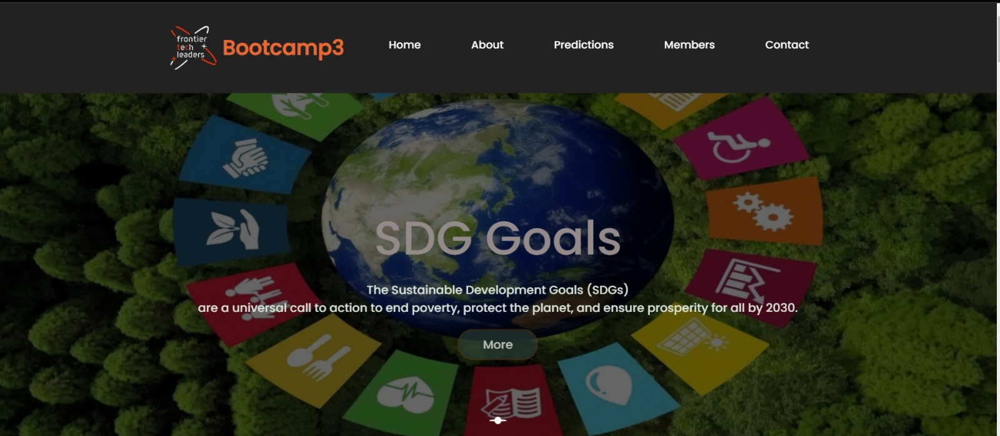 frontier
tech
leaders
Bootcamp3
Home
About
Predictions
Members
Contact
SDG Goals
The Sustainable Development Goals (SDGs)
are a universal call to action to end poverty, protect the planet, and ensure prosperity for all by 2030.
More